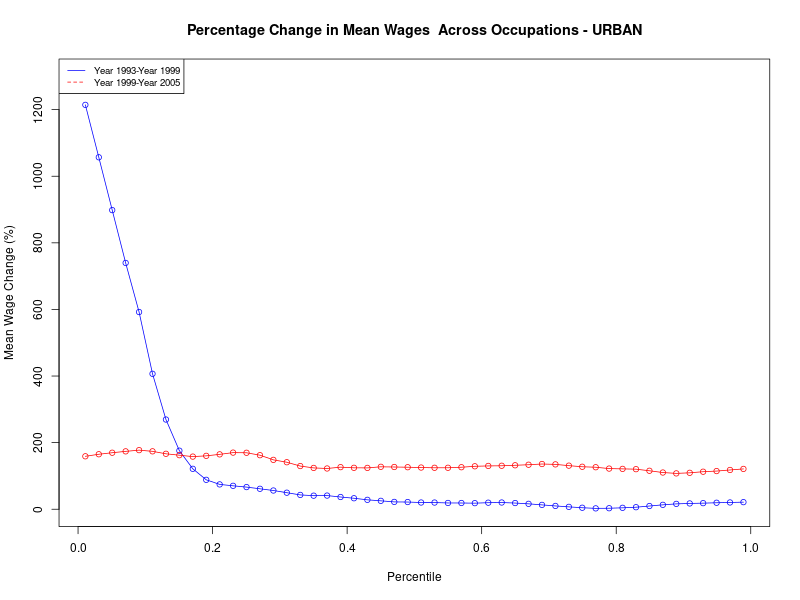 Percentage Change in Mean Wages  Across Occupations - URBAN
Year 1993-Year 1999
Year 1999-Year 2005
Mean Wage Change (%)
1200
1000
800
600
400
200
0
0.0 0.2 0.4 0.6 0.8 1.0
Percentile